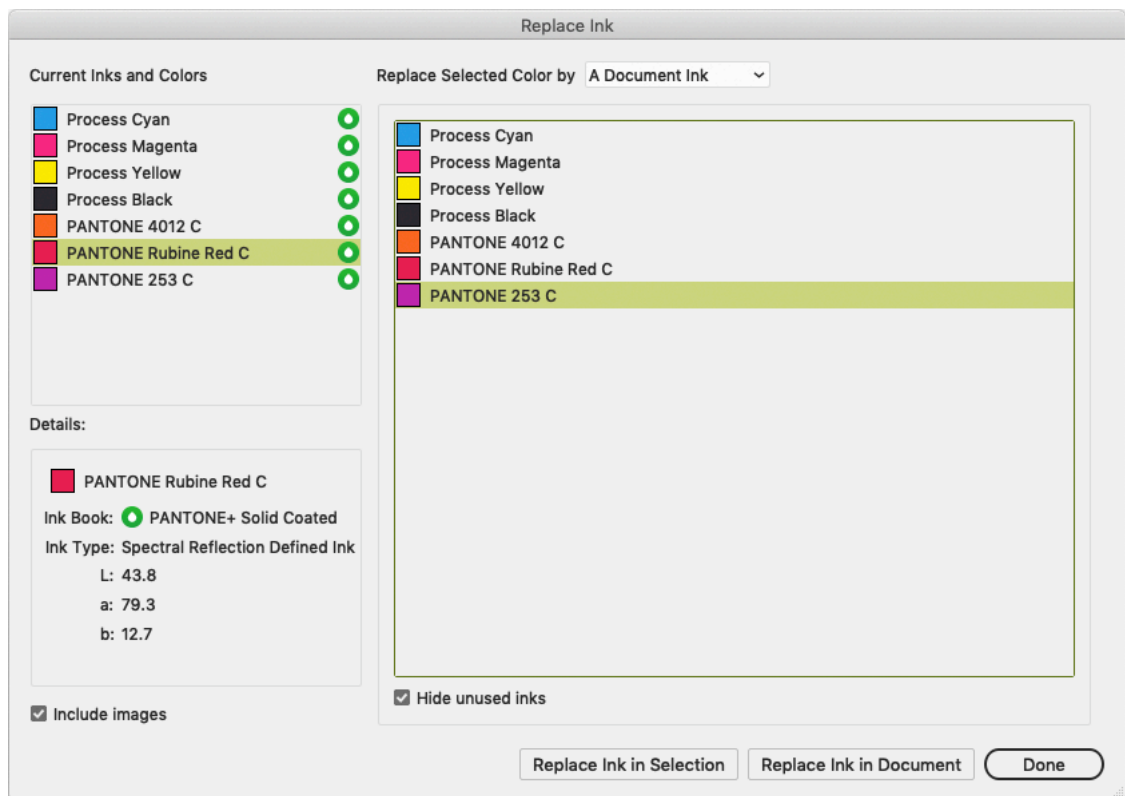 Replace Ink
Current Inks and Colors
Process Cyan
Process Magenta
Process Yellow
Process Black
PANTONE 4012 C
PANTONE Rubine Red C
PANTONE 253 C
Details:
PANTONE Rubine Red C
Ink Book: PANTONE+ Solid Coated
Ink Type: Spectral Reflection Defined Ink
L: 43.8
a: 79.3
b: 12.7
Include images
Replace Selected Color by A Document Ink
Process Cyan
Process Magenta
Process Yellow
Process Black
PANTONE 4012 C
PANTONE Rubine Red C
PANTONE 253 C
Hide unused inks
Replace Ink in Selection
Replace Ink in Document
Done